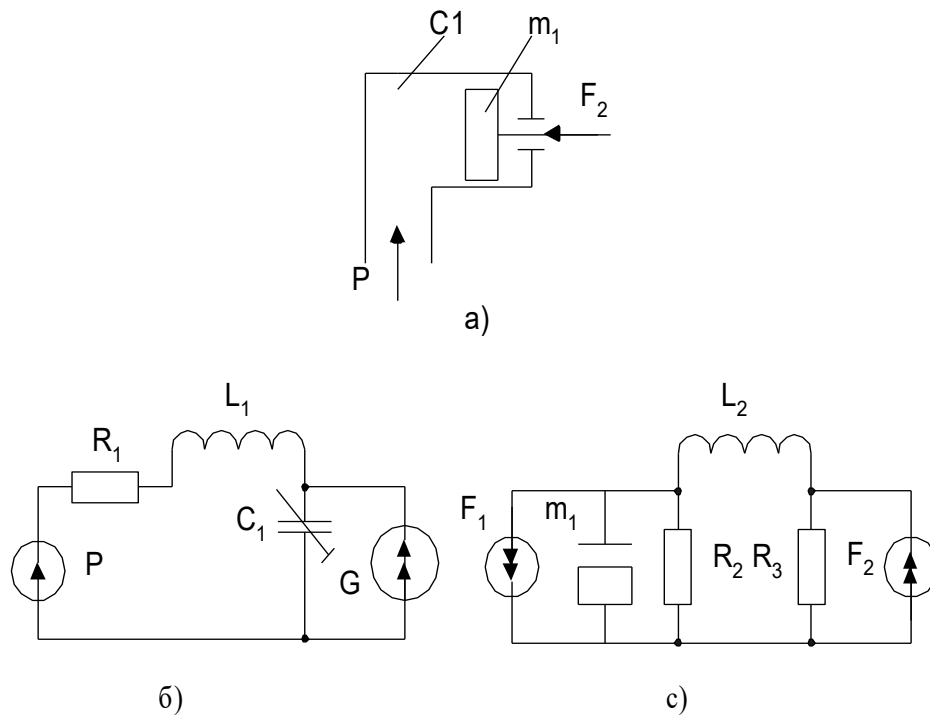 C1 m₁
F₂
P
а)
L₁
R₁
C₁
P
G
б)
L₂
F₁ m₁
R₂ R₃ F₂
с)